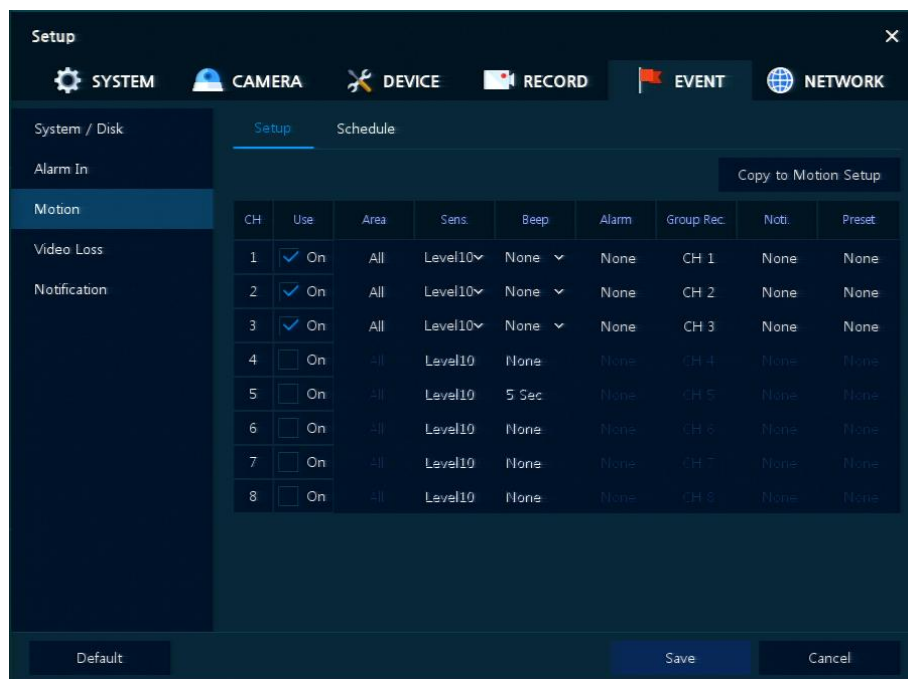 Setup
SYSTEM CAMERA DEVICE RECORD EVENT NETWORK
System / Disk
Alarm In
Motion
Video Loss
Notification
Setup Schedule
Copy to Motion Setup
CH Use Area Sens. Beep Alarm Group Rec. Noti. Preset
1 On All Level10 None None CH 1 None None
2 On All Level10 None None CH 2 None None
3 On All Level10 None None CH 3 None None
4 On All Level10 None None CH 4 None None
5 On All Level10 5 Sec None CH 5 None None
6 On All Level10 None None CH 6 None None
7 On All Level10 None None CH 7 None None
8 On All Level10 None None CH 8 None None
Default Save Cancel